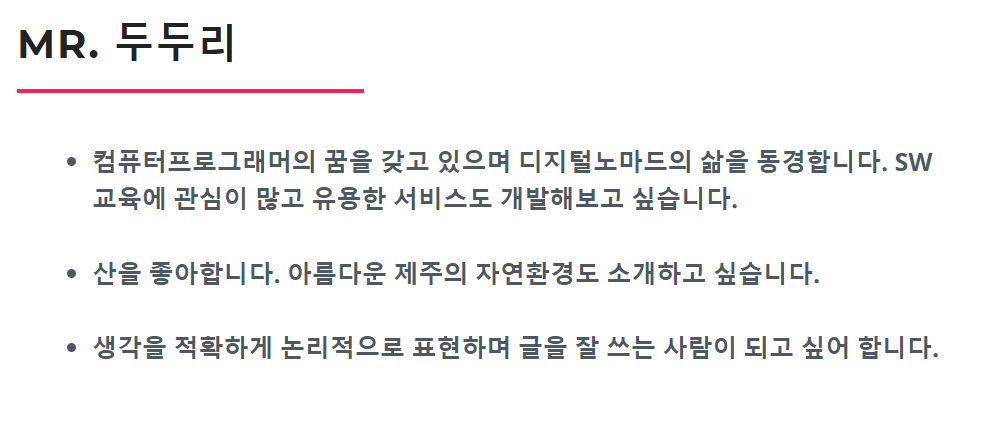 MR. 두두리
• 컴퓨터프로그래머의 꿈을 갖고 있으며 디지털노마드의 삶을 동경합니다. SW
교육에 관심이 많고 유용한 서비스도 개발해보고 싶습니다.
• 산을 좋아합니다. 아름다운 제주의 자연환경도 소개하고 싶습니다.
• 생각을 적확하게 논리적으로 표현하며 글을 잘 쓰는 사람이 되고 싶어 합니다.